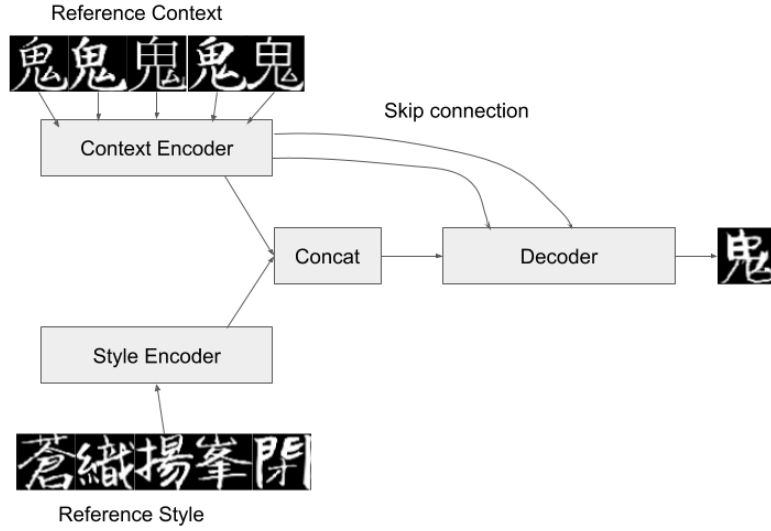 Reference Context
鬼鬼鬼鬼鬼
Skip connection
Context Encoder
Concat
Decoder
鬼
Style Encoder
蒼織揚峯閉
Reference Style